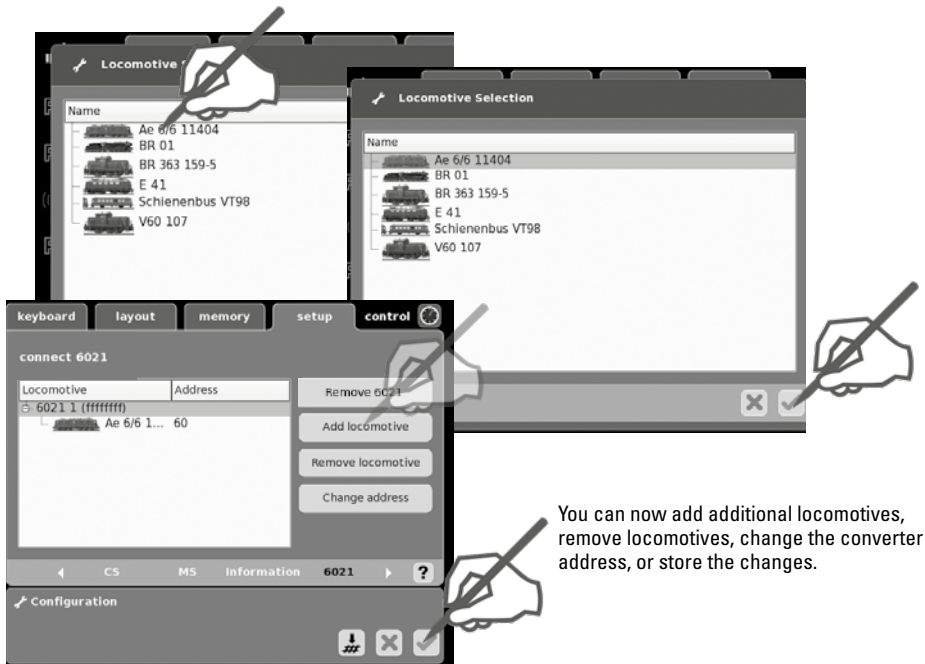 Locomotive S
Name
Ae 6/6 11404
BR 01
BR 363 159-5
E 41
Schienenbus VT98
V60 107
Locomotive Selection
Name
Ae 6/6 11404
BR 01
BR 363 159-5
E 41
Schienenbus VT98
V60 107
keyboard layout memory setup control
connect 6021
Locomotive Address
6021 1 (ffffffff)
Ae 6/6 1... 60
Remove 6021
Add locomotive
Remove locomotive
Change address
CS MS Information 6021 ?
Configuration
You can now add additional locomotives,
remove locomotives, change the converter
address, or store the changes.